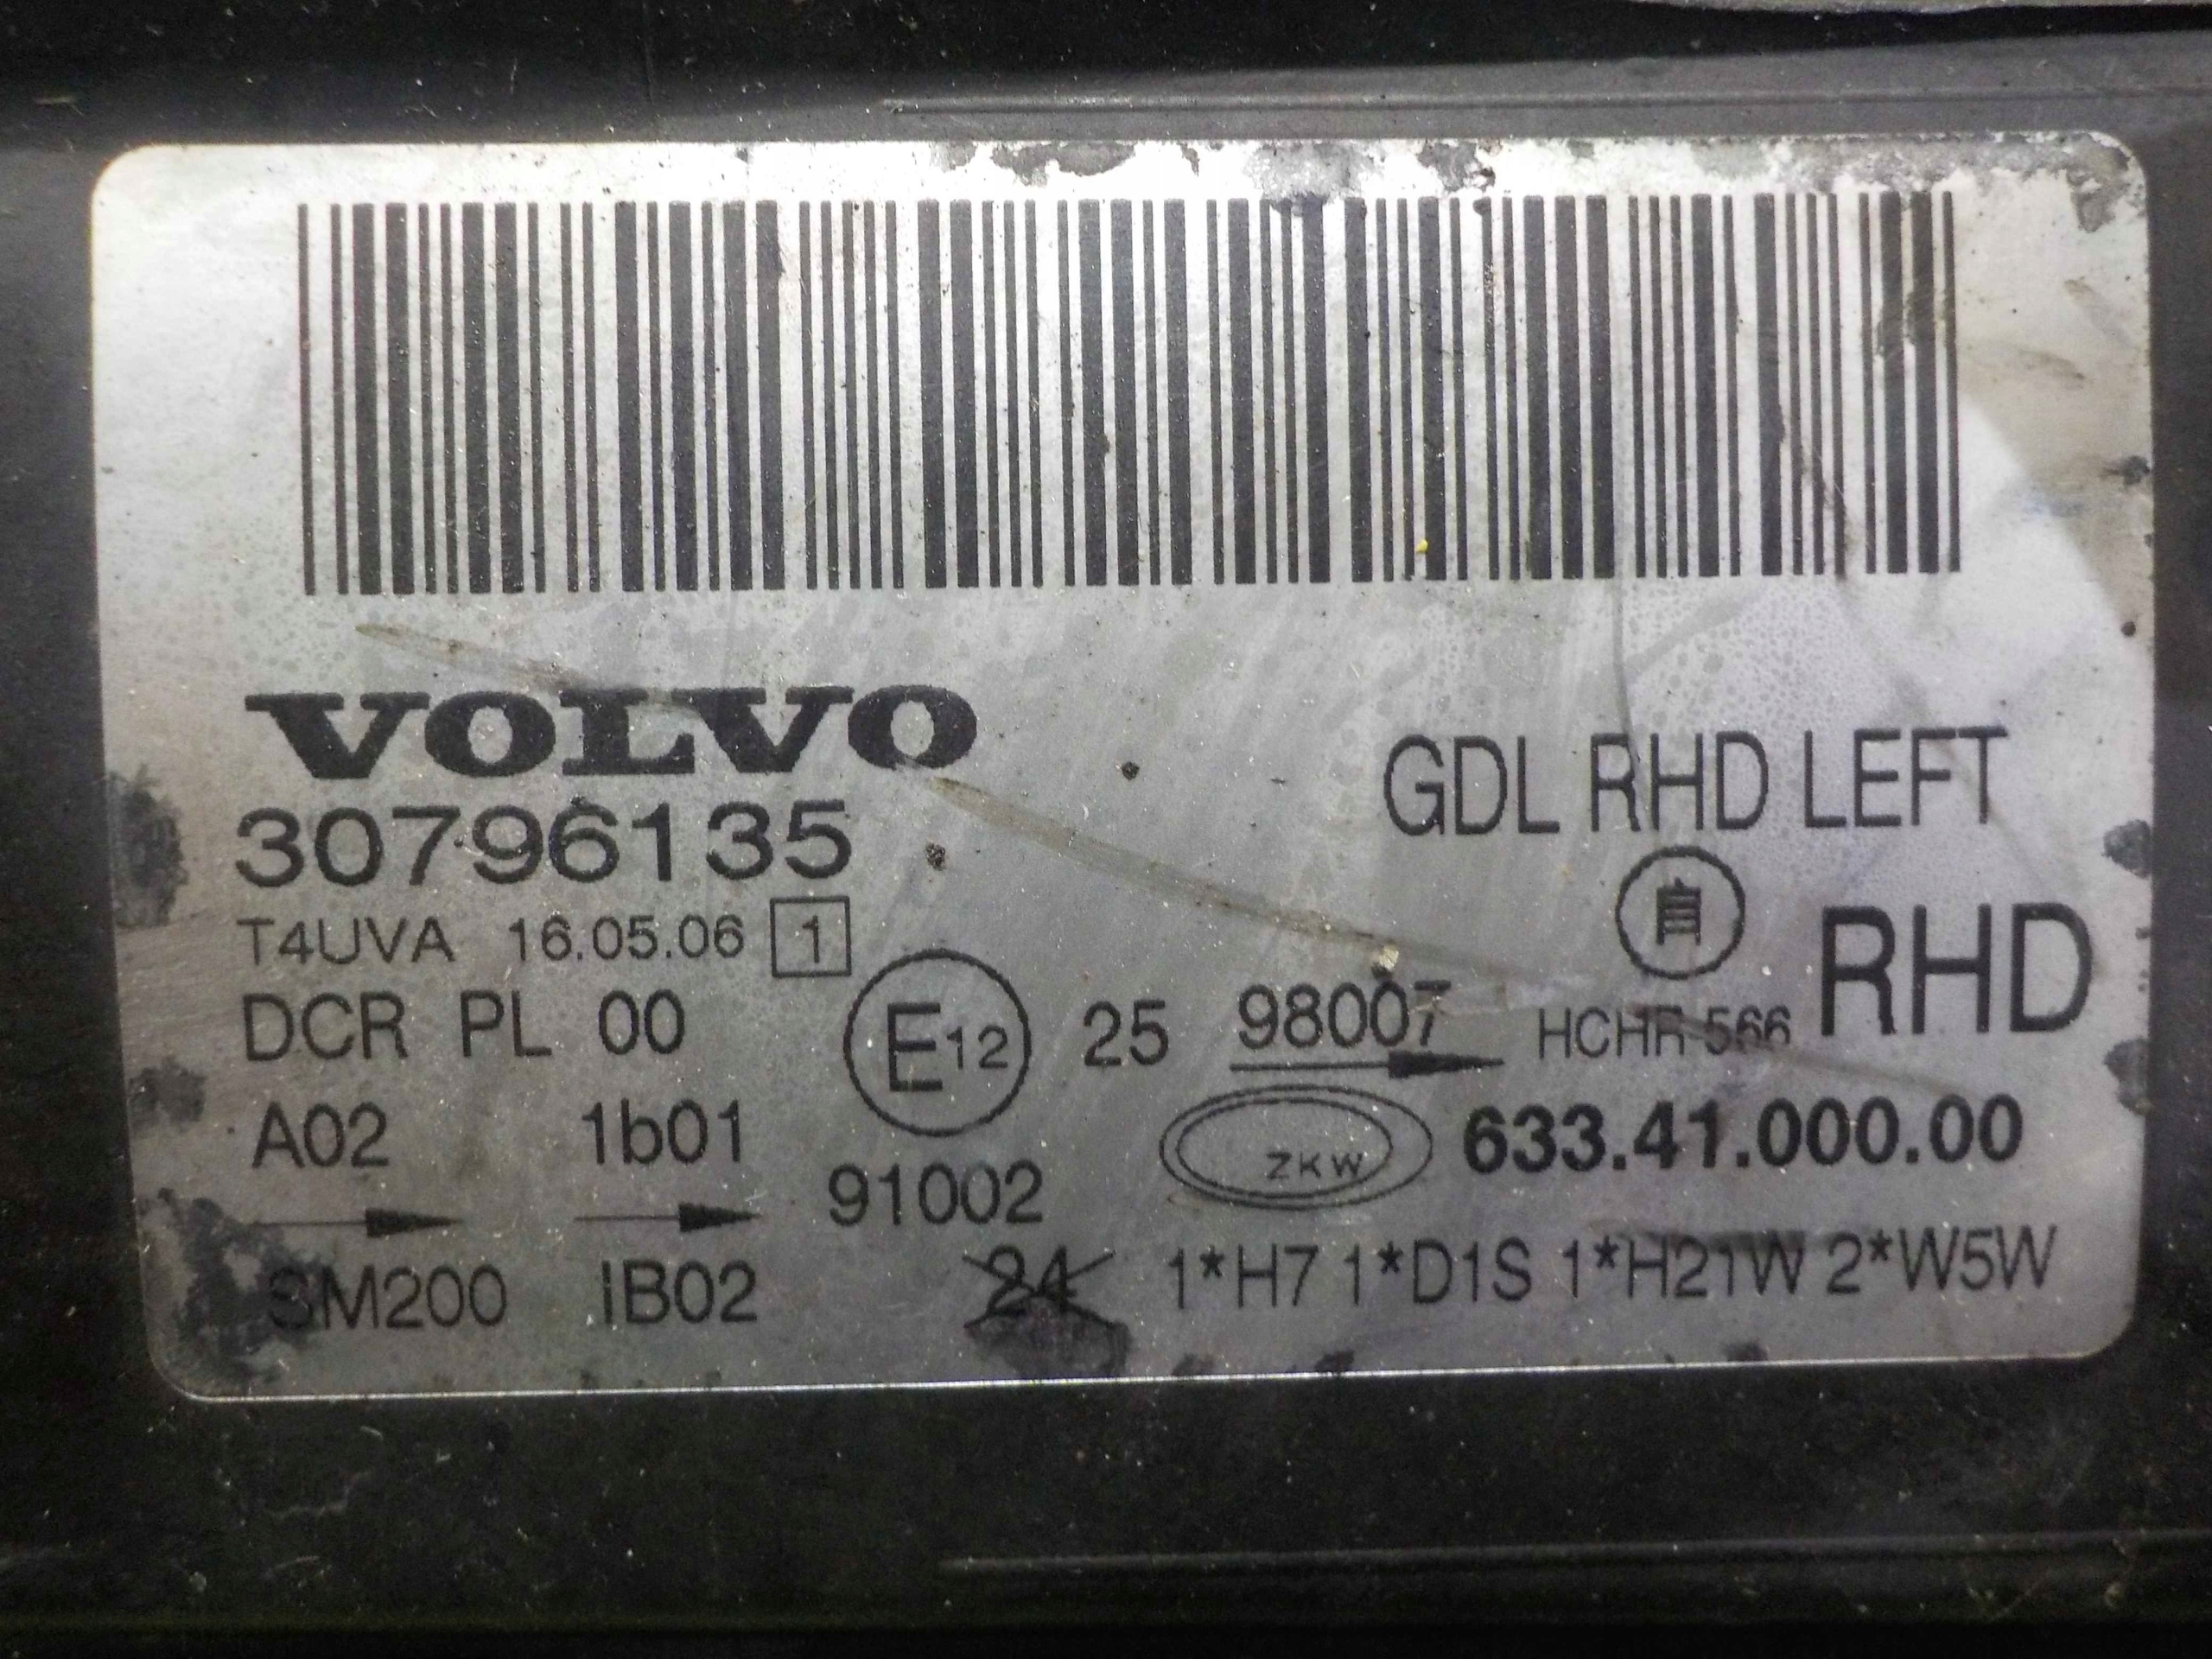 VOLVO
GDL RHD LEFT
30796135
自
RHD
T4UVA 16.05.06 1
DCR PL 00
E12 25 98007 HCHR 566
A02 1b01
ZKW 633.41.000.00
91002
SM200 IB02 24 1*H7 1*D1S 1*H21W 2*W5W